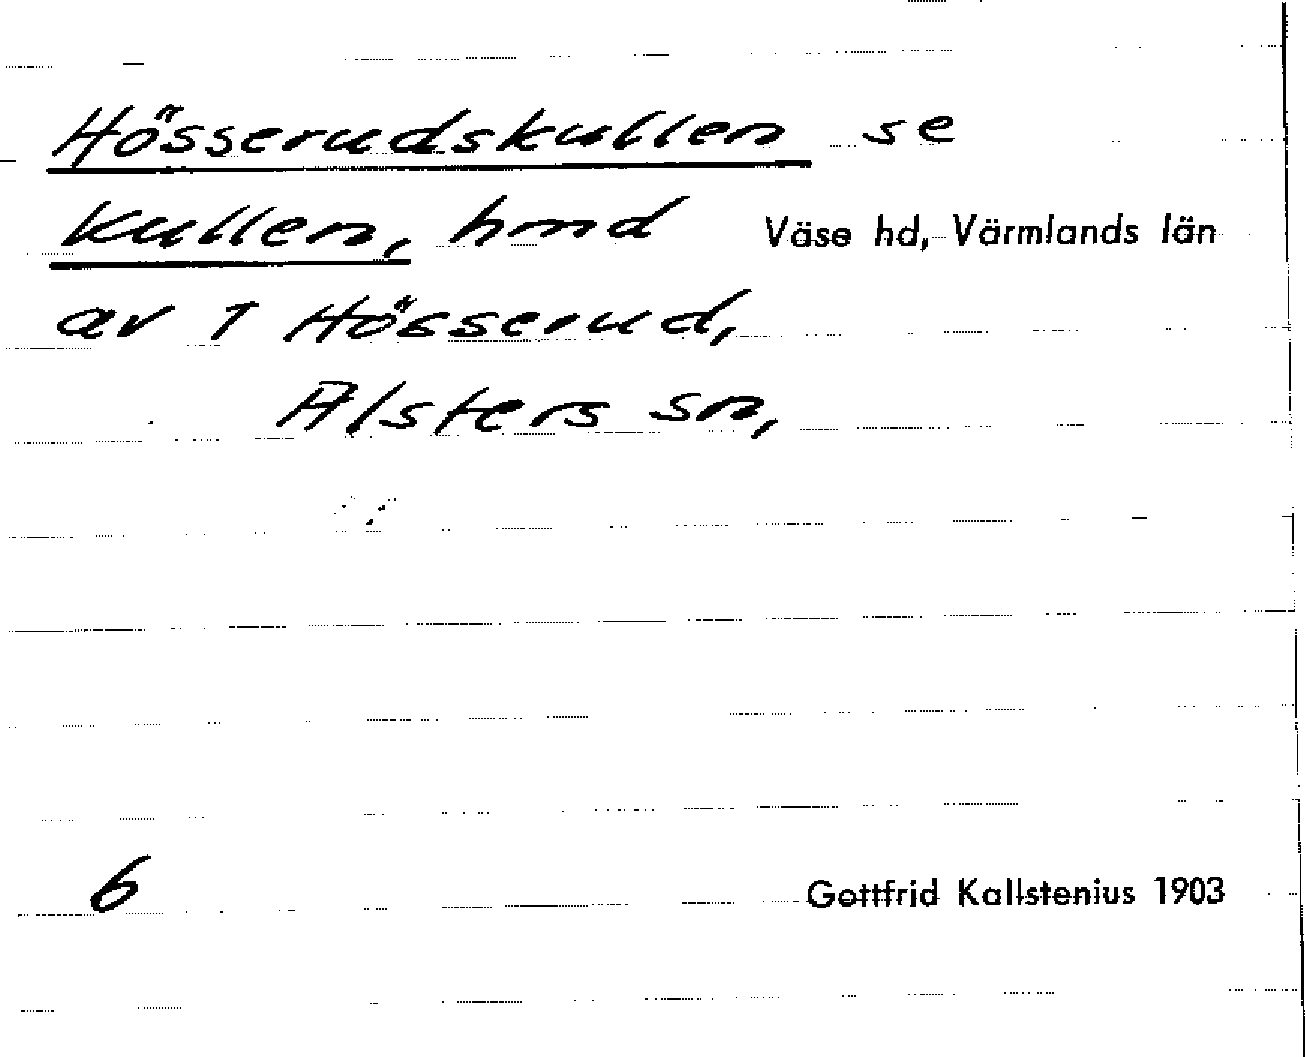 Hösserudskullen se
Kullen, hmd
Väse hd, Värmlands län
av 1 Hösserud,
Alsters sn,
6
Gottfrid Kallstenius 1903